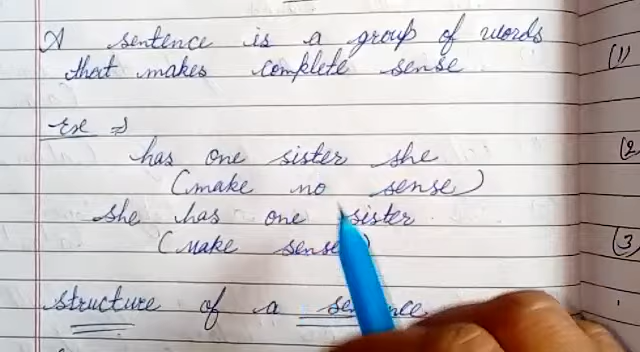 A sentence is a group of words
that makes complete sense
Ex ⇒
has one sister she
(make no sense)
she has one sister
(Make sense)
structure of a sentence
(1)
(2
(3)